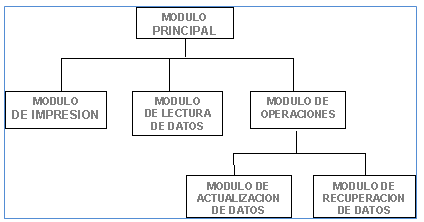 MODULO
PRINCIPAL
MODULO
DE IMPRESION
MODULO
DE LECTURA
DE DATOS
MODULO DE
OPERACIONES
MODULO DE
ACTUALIZACION
DE DATOS
MODULO DE
RECUPERACION
DE DATOS